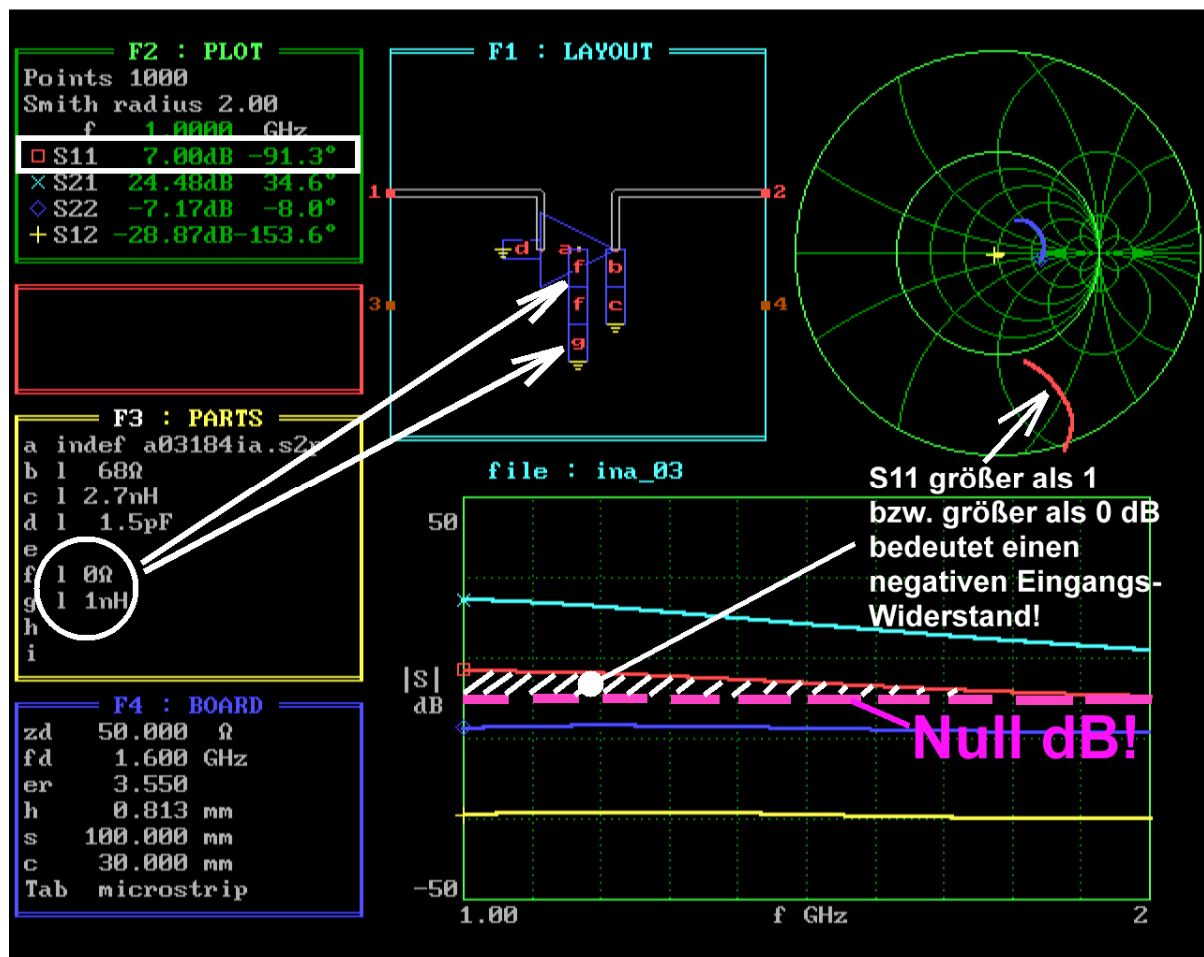 F2 : PLOT
Points 1000
Smith radius 2.00
f 1.0000 GHz
S11 7.00dB -91.3°
S21 24.48dB 34.6°
S22 -7.17dB -8.0°
S12 -28.87dB-153.6°
F1 : LAYOUT
1
2
3
4
d
a
f
f
g
b
c
F3 : PARTS
a indef a03184ia.s2p
b l 68Ω
c l 2.7nH
d l 1.5pF
e
f l 0Ω
g l 1nH
h
i
F4 : BOARD
zd 50.000 Ω
fd 1.600 GHz
er 3.550
h 0.813 mm
s 100.000 mm
c 30.000 mm
Tab microstrip
file : ina_03
S11 größer als 1
bzw. größer als 0 dB
bedeutet einen
negativen Eingangs-
Widerstand!
50
|S|
dB
Null dB!
-50
1.00 f GHz 2